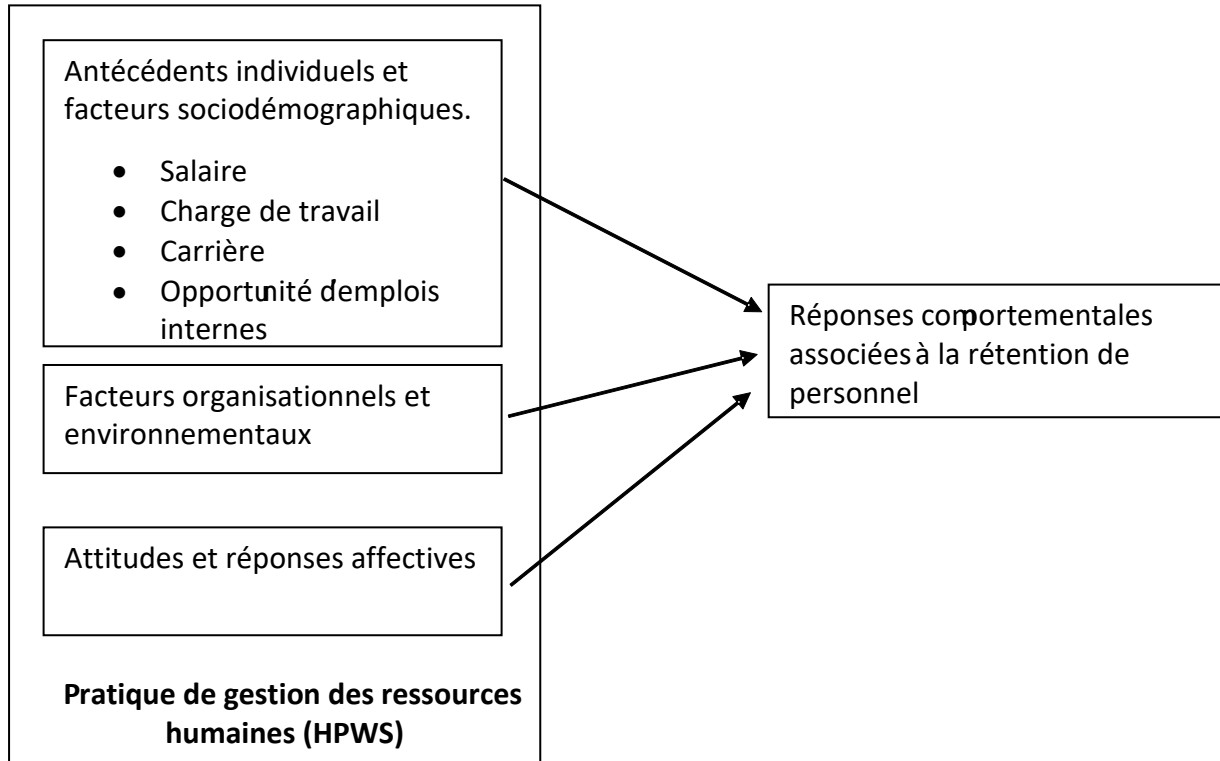 Antécédents individuels et
facteurs sociodémographiques.
• Salaire
• Charge de travail
• Carrière
• Opportunité d'emplois
internes
Facteurs organisationnels et
environnementaux
Attitudes et réponses affectives
Pratique de gestion des ressources
humaines (HPWS)
Réponses comportementales
associées à la rétention de
personnel